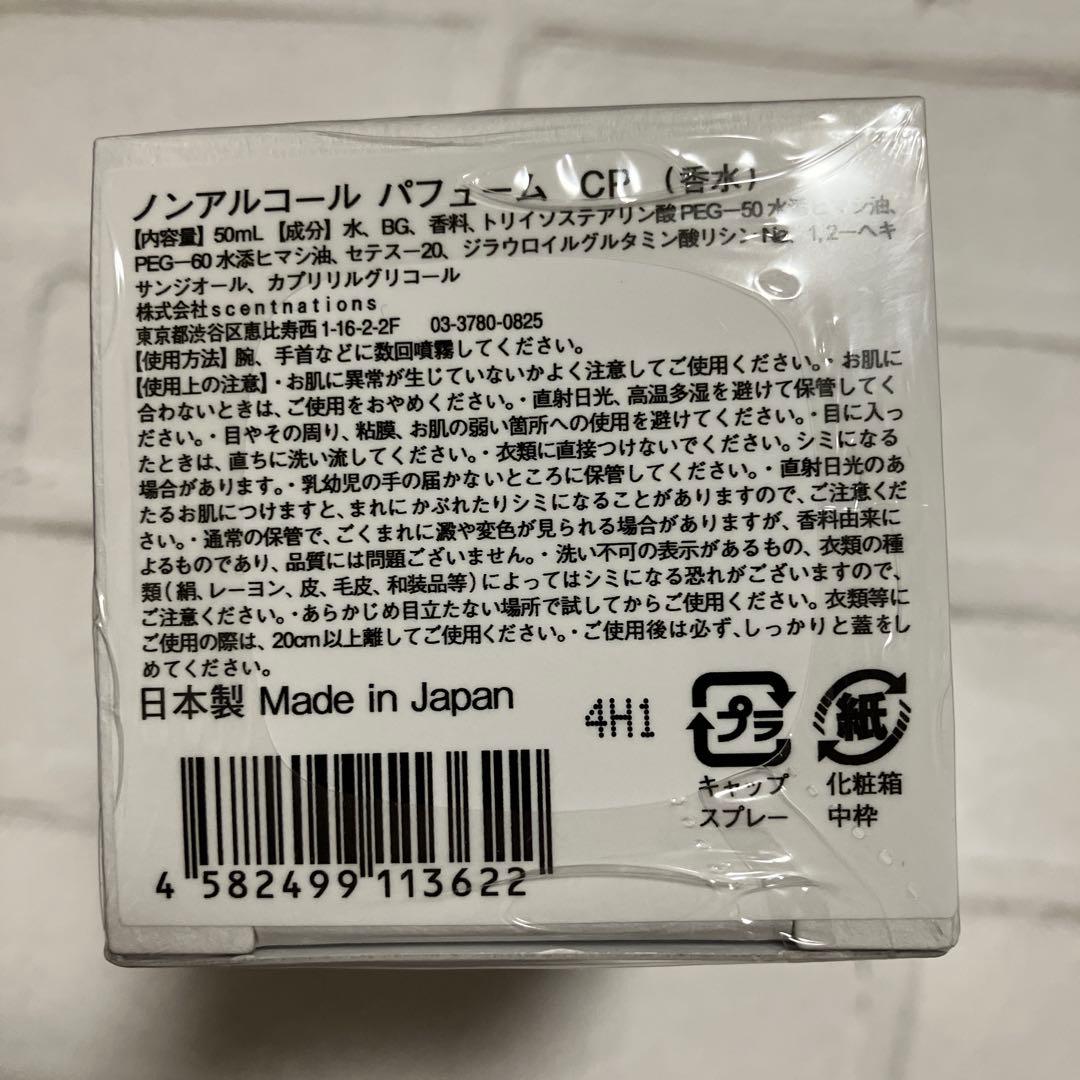 ノンアルコール パフューム CP (香水)
【内容量】50mL【成分】水、BG、香料、トリイソステアリン酸PEG－50水添ヒマシ油、
PEG－60水添ヒマシ油、セテス－20、ジラウロイルグルタミン酸リシンNa、1,2－ヘキ
サンジオール、カプリリルグリコール
株式会社scentnations
東京都渋谷区恵比寿西1-16-2-2F 03-3780-0825
【使用方法】腕、手首などに数回噴霧してください。
【使用上の注意】・お肌に異常が生じていないかよく注意してご使用ください。・お肌に
合わないときは、ご使用をおやめください。・直射日光、高温多湿を避けて保管してく
ださい。・目やその周り、粘膜、お肌の弱い箇所への使用を避けてください。・目に入っ
たときは、直ちに洗い流してください。・衣類に直接つけないでください。シミになる
場合があります。・乳幼児の手の届かないところに保管してください。・直射日光のあ
たるお肌につけますと、まれにかぶれたりシミになることがありますので、ご注意くだ
さい。・通常の保管で、ごくまれに澱や変色が見られる場合がありますが、香料由来に
よるものであり、品質には問題ございません。・洗い不可の表示があるもの、衣類の種
類(絹、レーヨン、皮、毛皮、和装品等)によってはシミになる恐れがございますので、
ご注意ください。・あらかじめ目立たない場所で試してからご使用ください。衣類等に
ご使用の際は、20cm以上離してご使用ください。・ご使用後は必ず、しっかりと蓋をし
めてください。
日本製 Made in Japan
4H1
プラ
紙
キャップ
スプレー
化粧箱
中枠
4 582499 113622